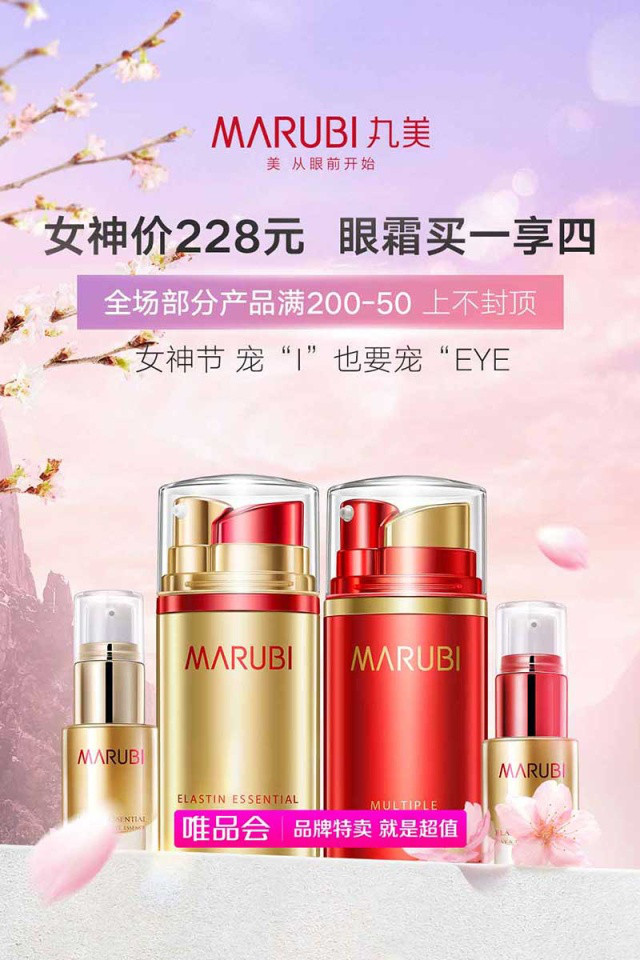 MARUBI 丸美
美 从眼前开始
女神价228元 眼霜买一享四
全场部分产品满200-50 上不封顶
女神节 宠“I”也要宠“EYE
MARUBI
MARUBI
MARUBI
MARUBI
ELASTIN ESSENTIAL
MULTIPLE
唯品会 品牌特卖 就是超值